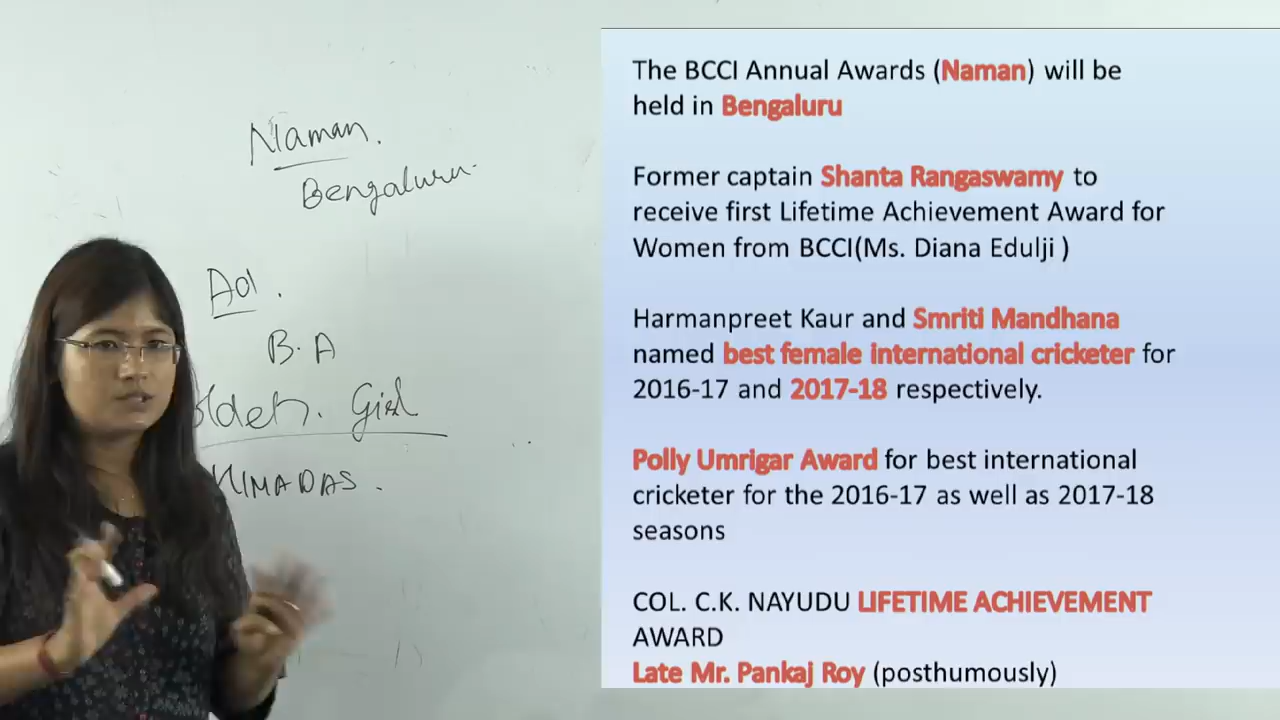 Naman.
Bengaluru
Ad.
B.A
Girl
The BCCI Annual Awards (Naman) will be
held in Bengaluru
Former captain Shanta Rangaswamy to
receive first Lifetime Achievement Award for
Women from BCCI(Ms. Diana Edulji )
Harmanpreet Kaur and Smriti Mandhana
named best female international cricketer for
2016-17 and 2017-18 respectively.
Polly Umrigar Award for best international
cricketer for the 2016-17 as well as 2017-18
seasons
COL. C.K. NAYUDU LIFETIME ACHIEVEMENT
AWARD
Late Mr. Pankaj Roy (posthumously)